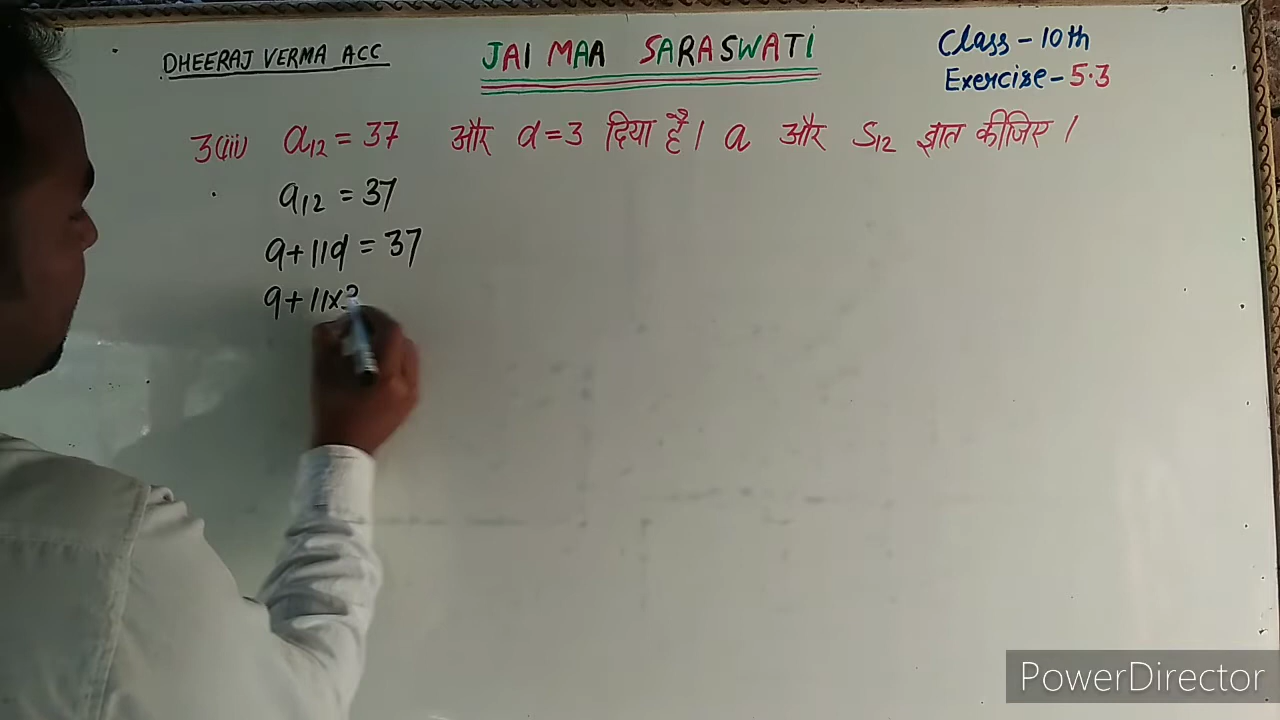 DHEERAJ VERMA ACC
JAI MAA SARASWATI
Class - 10th
Exercise - 5.3
3(iii) a₁₂ = 37 और d = 3 दिया है। a और S₁₂ ज्ञात कीजिए।
a₁₂ = 37
a + 11d = 37
a + 11×3
PowerDirector